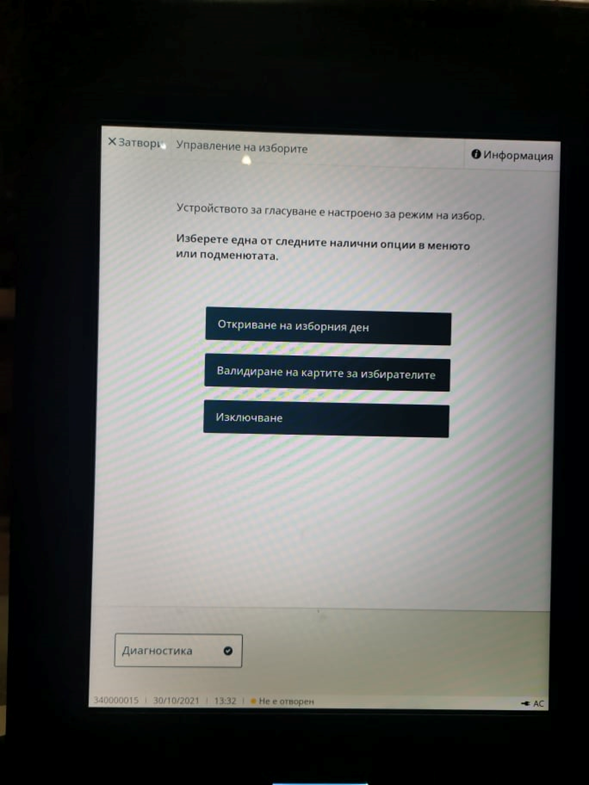 ✕ Затвори Управление на изборите
Информация
Устройството за гласуване е настроено за режим на избор.
Изберете една от следните налични опции в менюто
или подменютата.
Откриване на изборния ден
Валидиране на картите за избирателите
Изключване
Диагностика
340000015 | 30/10/2021 | 13:32 | Не е отворен
AC